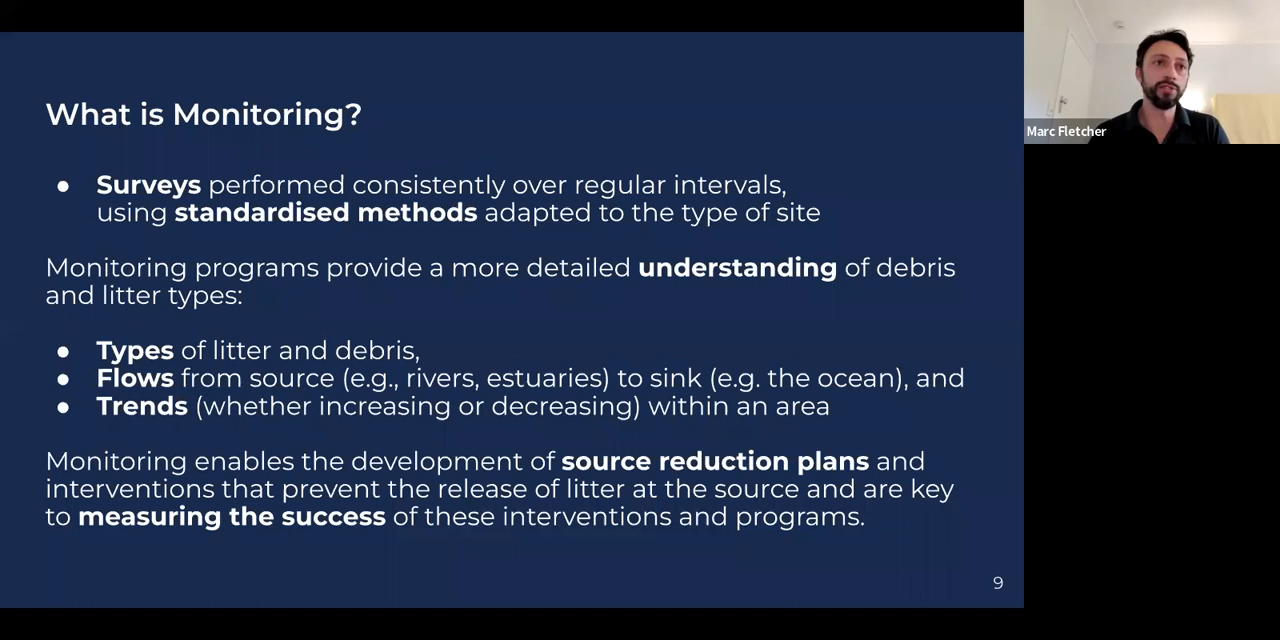 What is Monitoring?
● Surveys performed consistently over regular intervals,
using standardised methods adapted to the type of site
Monitoring programs provide a more detailed understanding of debris
and litter types:
● Types of litter and debris,
● Flows from source (e.g., rivers, estuaries) to sink (e.g. the ocean), and
● Trends (whether increasing or decreasing) within an area
Monitoring enables the development of source reduction plans and
interventions that prevent the release of litter at the source and are key
to measuring the success of these interventions and programs.
9
Marc Fletcher